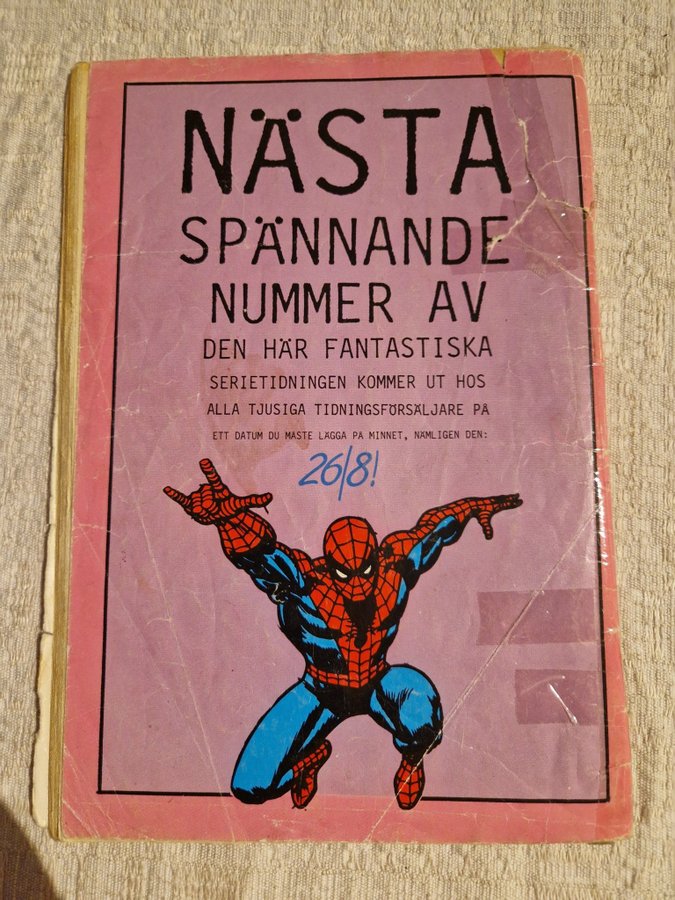 NÄSTA
SPÄNNANDE
NUMMER AV
DEN HÄR FANTASTISKA
SERIETIDNINGEN KOMMER UT HOS
ALLA TJUSIGA TIDNINGSFÖRSÄLJARE PÅ
ETT DATUM DU MÅSTE LÄGGA PÅ MINNET, NÄMLIGEN DEN:
26/8!